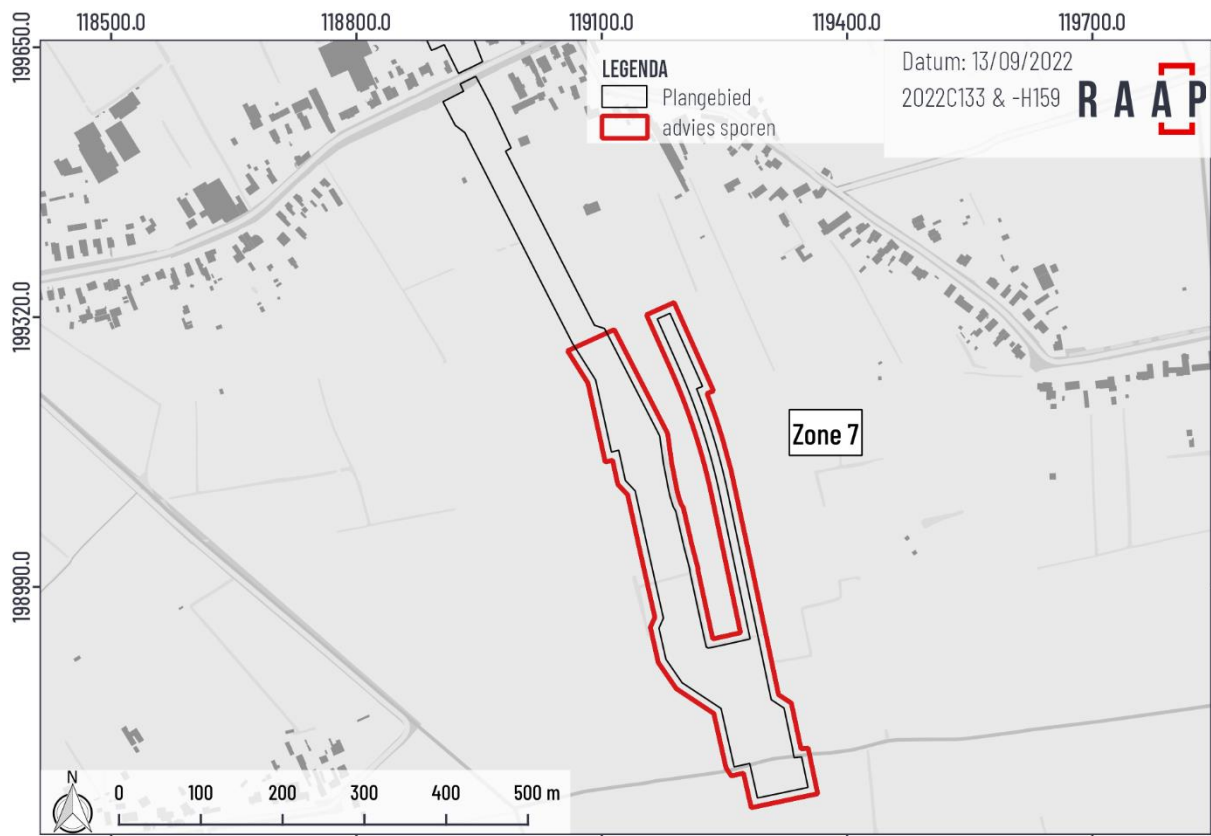 118500.0 118800.0 119100.0 119400.0 119700.0
199650.0
199320.0
198990.0
LEGENDA
Plangebied
advies sporen
Datum: 13/09/2022
2022C133 & -H159
RAAP
Zone 7
N
0 100 200 300 400 500 m